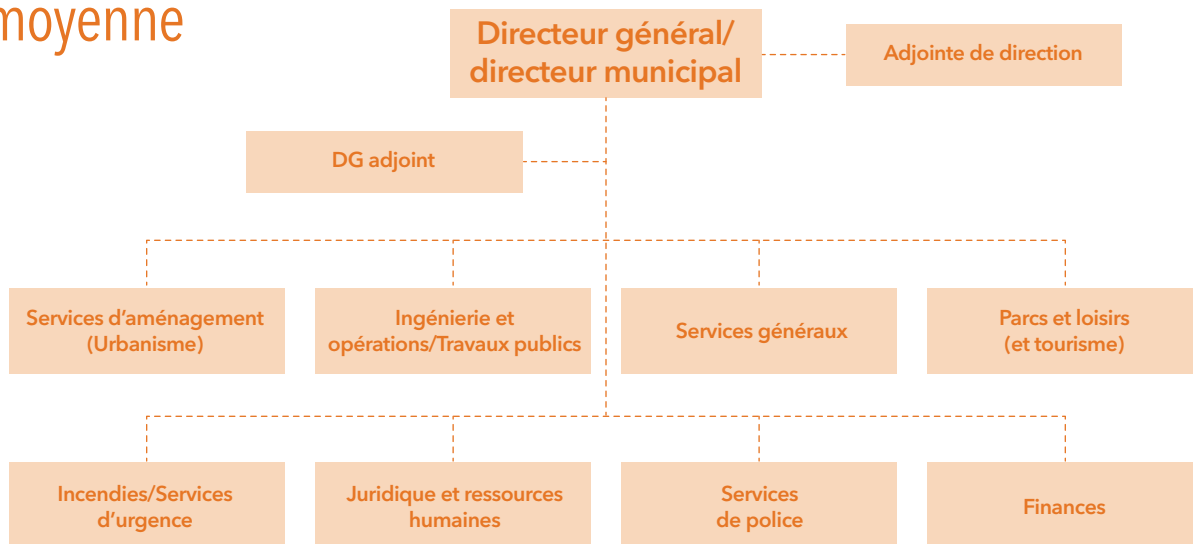 moyenne
Directeur général/
directeur municipal
Adjointe de direction
DG adjoint
Services d'aménagement
(Urbanisme)
Ingénierie et
opérations/Travaux publics
Services généraux
Parcs et loisirs
(et tourisme)
Incendies/Services
d'urgence
Juridique et ressources
humaines
Services
de police
Finances